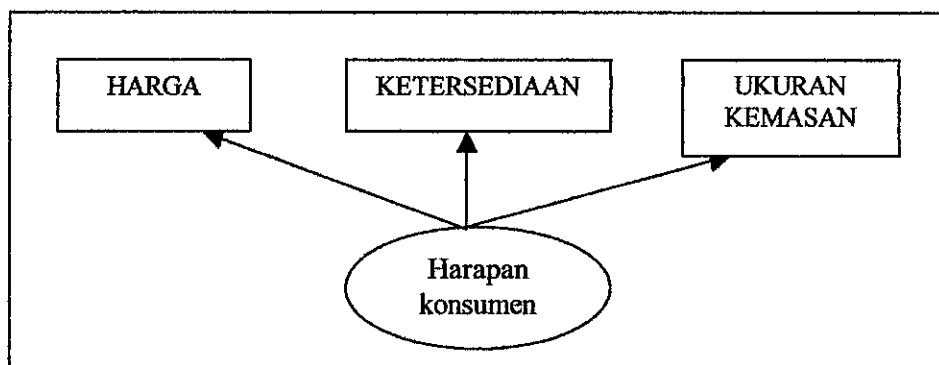 HARGA
KETERSEDIAAN
UKURAN
KEMASAN
Harapan
konsumen